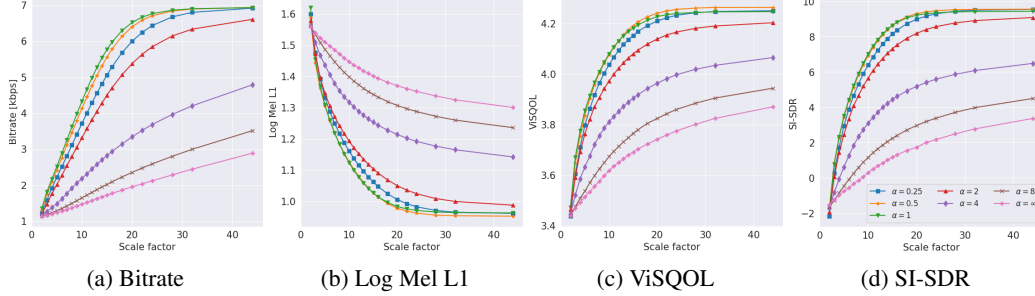 7
6
5
4
3
2
1
Bitrate [kbps]
0 10 20 30 40
Scale factor
1.6
1.5
1.4
1.3
1.2
1.1
1.0
Log Mel L1
0 10 20 30 40
Scale factor
4.2
4.0
3.8
3.6
3.4
ViSQOL
0 10 20 30 40
Scale factor
10
8
6
4
2
0
−2
SI-SDR
0 10 20 30 40
Scale factor
α = 0.25
α = 0.5
α = 1
α = 2
α = 4
α = 8
α = ∞
(a) Bitrate
(b) Log Mel L1
(c) ViSQOL
(d) SI-SDR